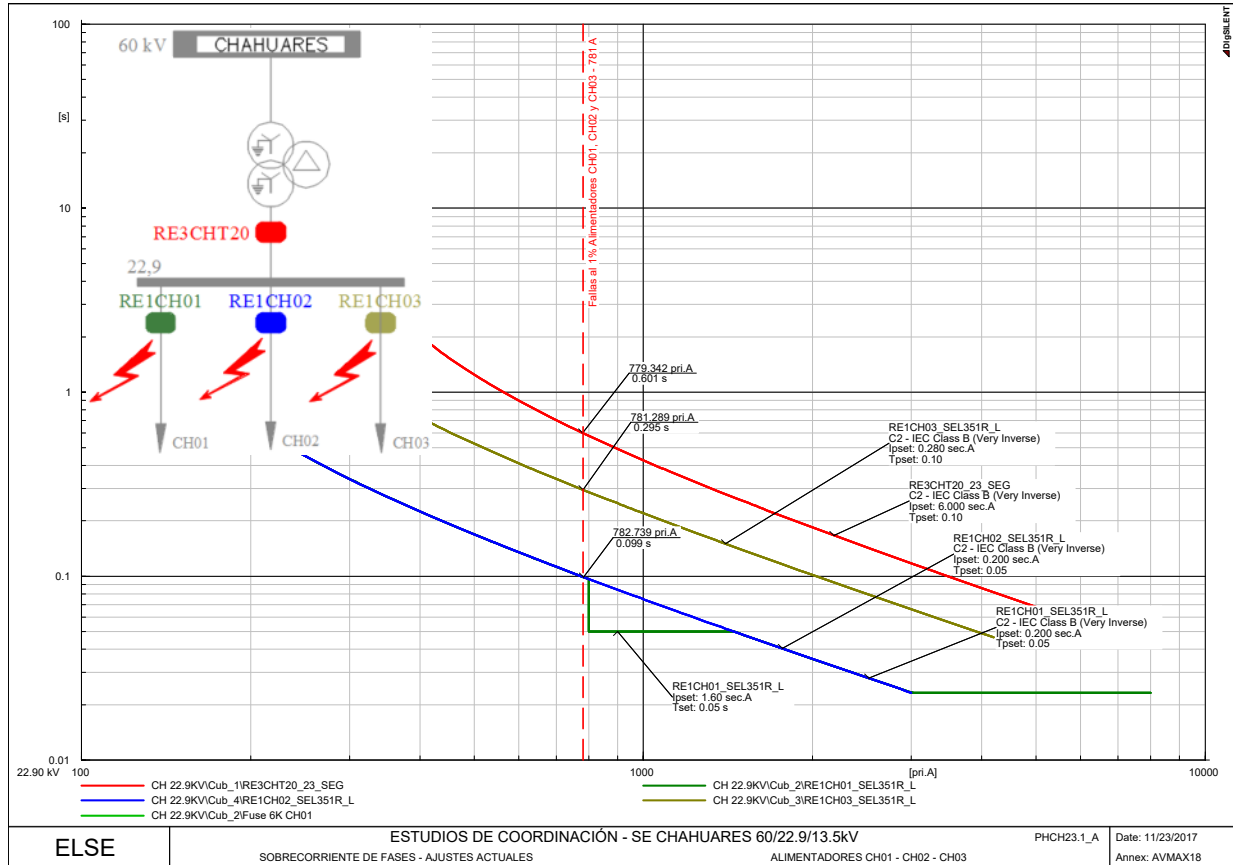 DIgSILENT
100
60 kV
CHAHUARES
[s]
10
RE3CHT20
22,9
RE1CH01
RE1CH02
RE1CH03
CH01
CH02
CH03
Fallas al 1% Alimentadores CH01, CH02 y CH03 - 781 A
1
779.342 pri.A
0.601 s
781.289 pri.A
0.295 s
RE1CH03_SEL351R_L
C2 - IEC Class B (Very Inverse)
Ipset: 0.280 sec.A
Tpset: 0.10
RE3CHT20_23_SEG
C2 - IEC Class B (Very Inverse)
Ipset: 6.000 sec.A
Tpset: 0.10
782.739 pri.A
0.099 s
RE1CH02_SEL351R_L
C2 - IEC Class B (Very Inverse)
Ipset: 0.200 sec.A
Tpset: 0.05
0.1
RE1CH01_SEL351R_L
C2 - IEC Class B (Very Inverse)
Ipset: 0.200 sec.A
Tpset: 0.05
RE1CH01_SEL351R_L
Ipset: 1.60 sec.A
Tset: 0.05 s
0.01
22.90 kV
100
1000
[pri.A]
10000
CH 22.9KV\Cub_1\RE3CHT20_23_SEG
CH 22.9KV\Cub_2\RE1CH01_SEL351R_L
CH 22.9KV\Cub_4\RE1CH02_SEL351R_L
CH 22.9KV\Cub_3\RE1CH03_SEL351R_L
CH 22.9KV\Cub_2\Fuse 6K CH01
ELSE
ESTUDIOS DE COORDINACIÓN - SE CHAHUARES 60/22.9/13.5kV
SOBRECORRIENTE DE FASES - AJUSTES ACTUALES
ALIMENTADORES CH01 - CH02 - CH03
PHCH23.1_A
Date: 11/23/2017
Annex: AVMAX18